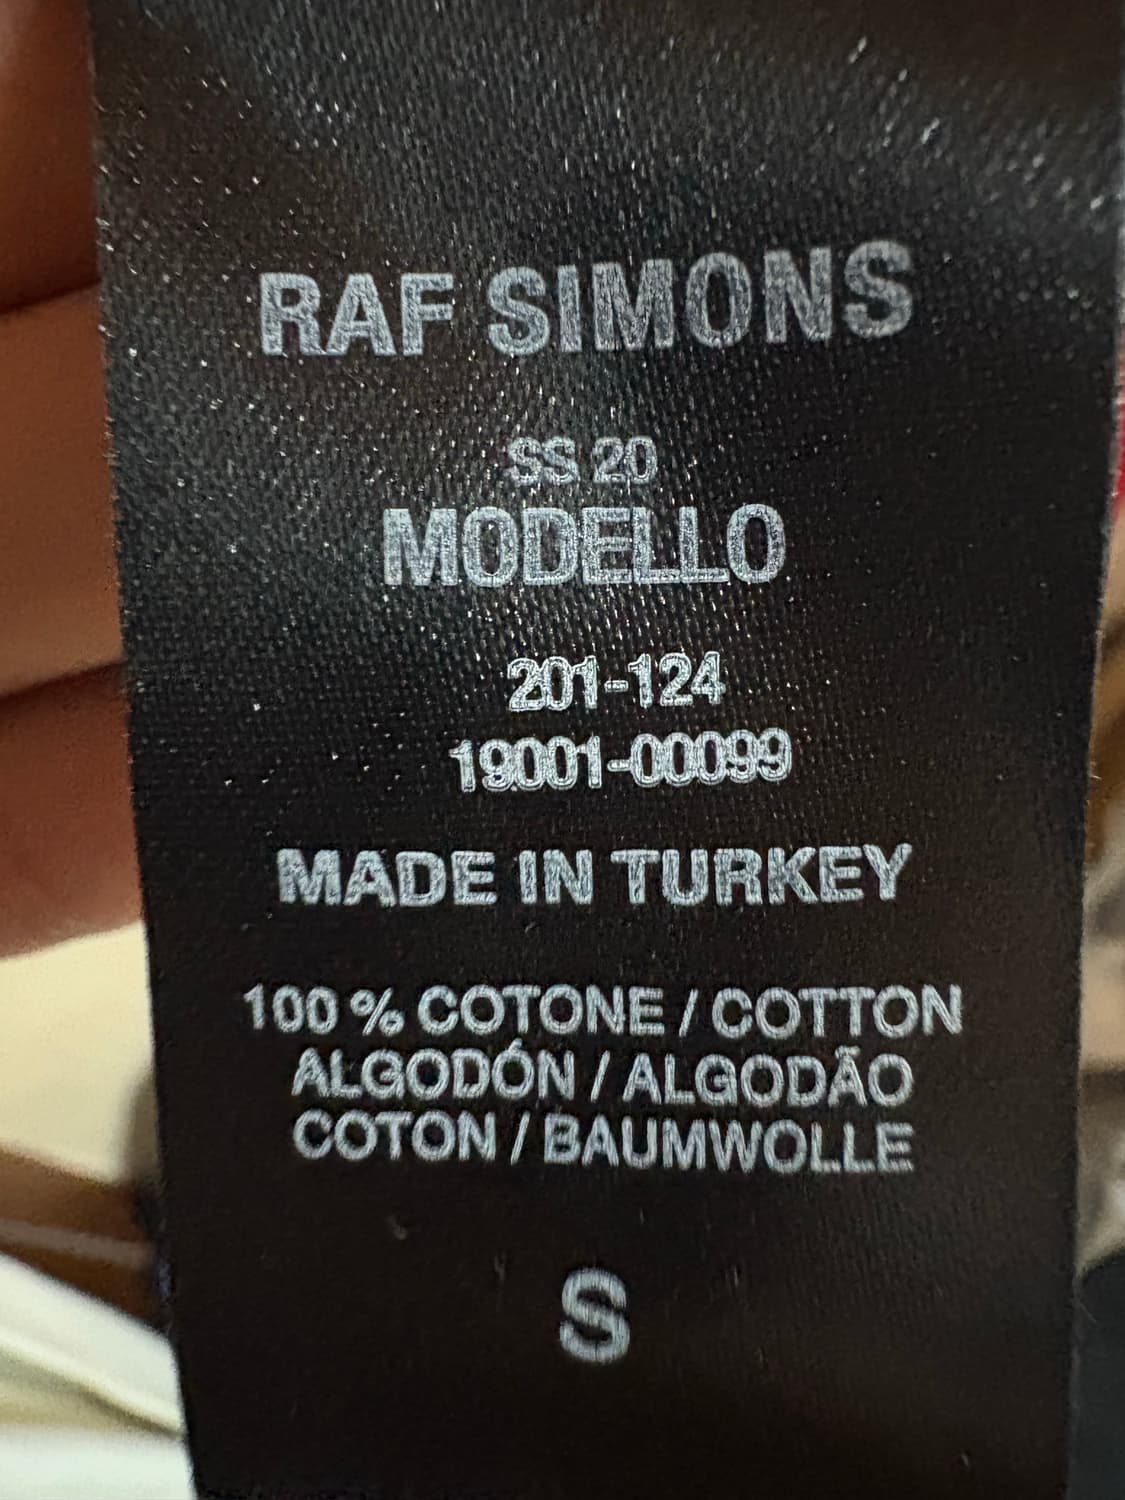 RAF SIMONS
SS 20
MODELLO
201-124
19001-00099
MADE IN TURKEY
100 % COTONE / COTTON
ALGODÓN / ALGODÃO
COTON / BAUMWOLLE
S